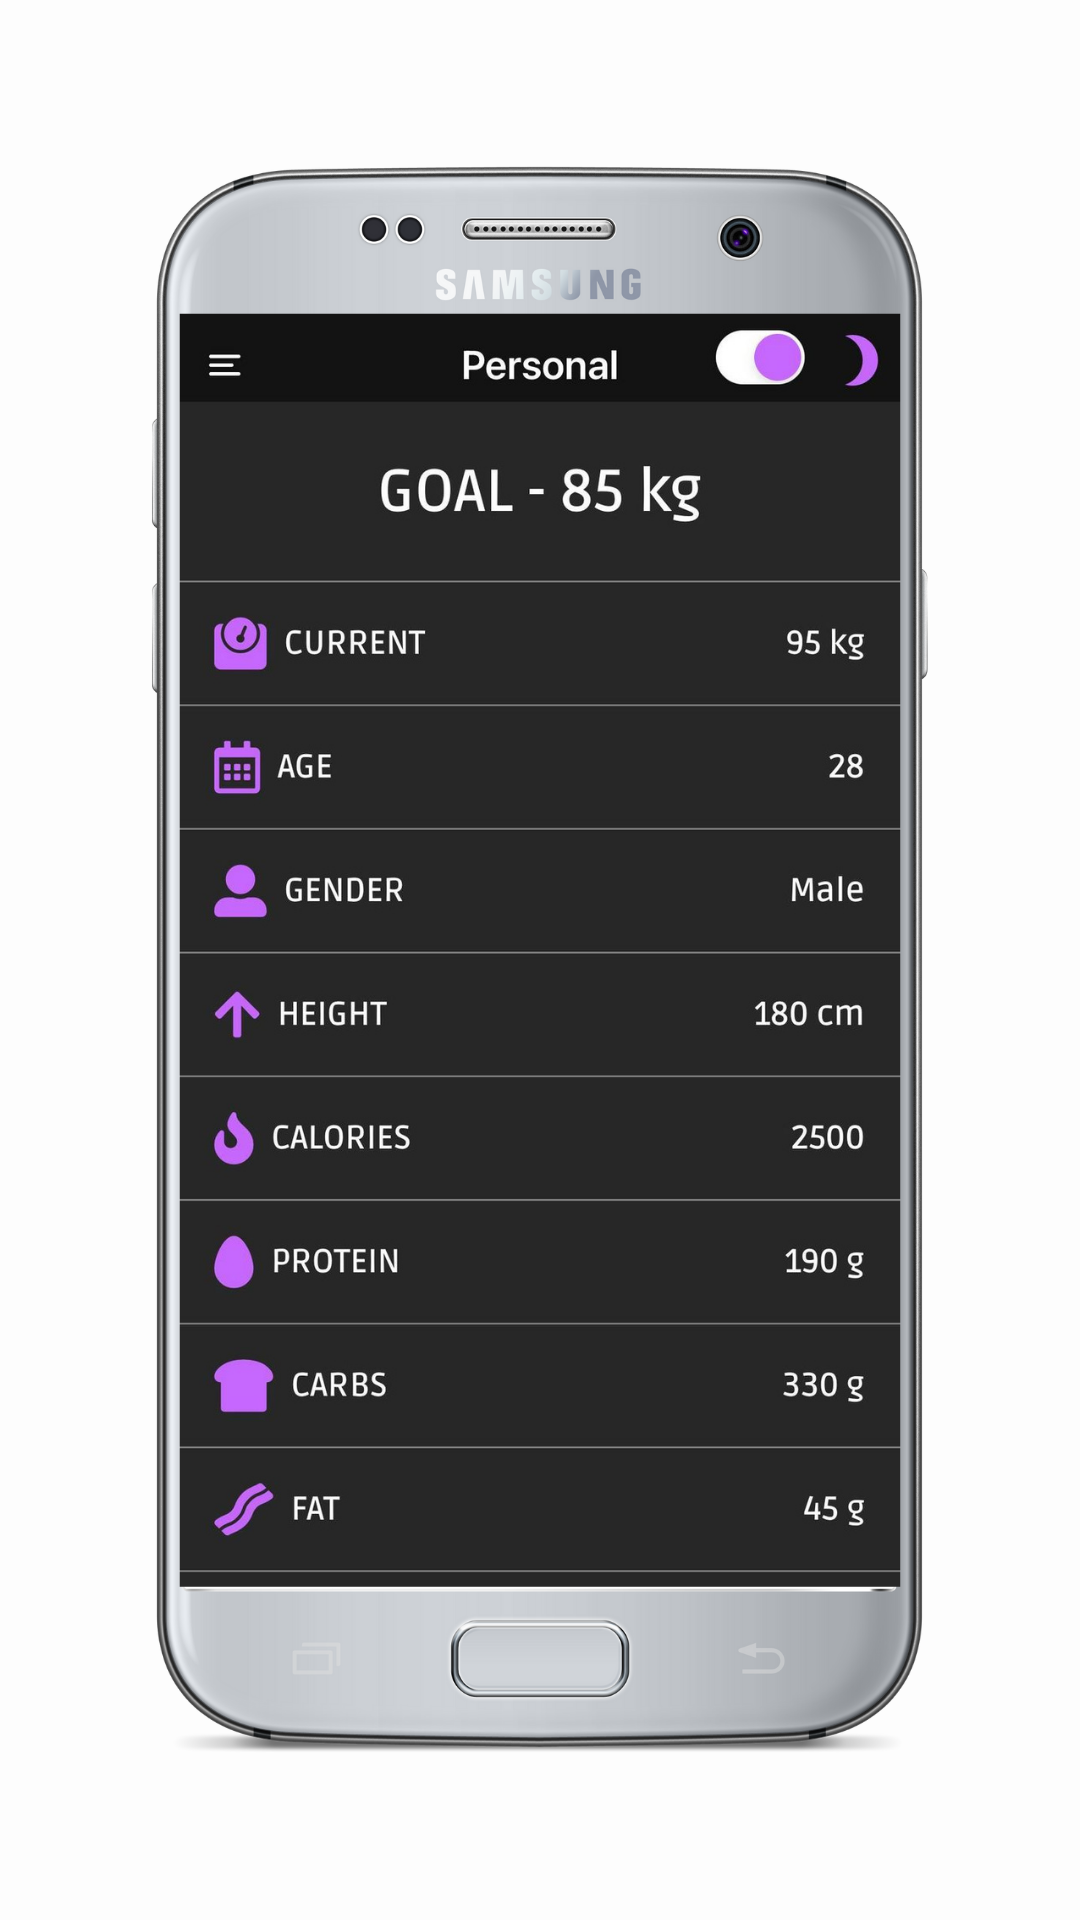 SAMSUNG
Personal
GOAL - 85 kg
CURRENT 95 kg
AGE 28
GENDER Male
HEIGHT 180 cm
CALORIES 2500
PROTEIN 190 g
CARBS 330 g
FAT 45 g